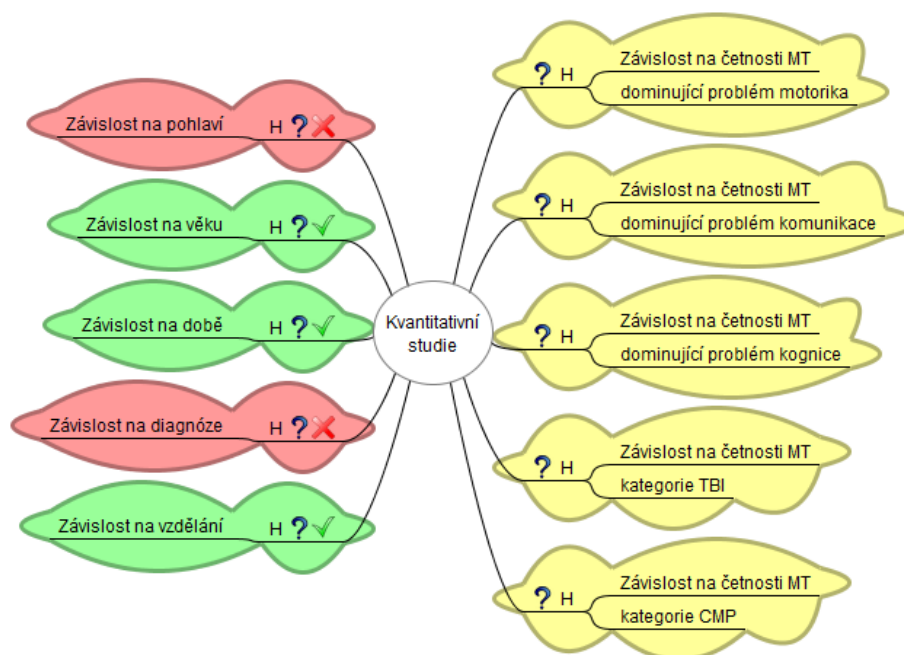 Kvantitativní
studie
Závislost na pohlaví H ?
Závislost na věku H ?
Závislost na době H ?
Závislost na diagnóze H ?
Závislost na vzdělání H ?
? H
Závislost na četnosti MT
dominující problém motorika
? H
Závislost na četnosti MT
dominující problém komunikace
? H
Závislost na četnosti MT
dominující problém kognice
? H
Závislost na četnosti MT
kategorie TBI
? H
Závislost na četnosti MT
kategorie CMP